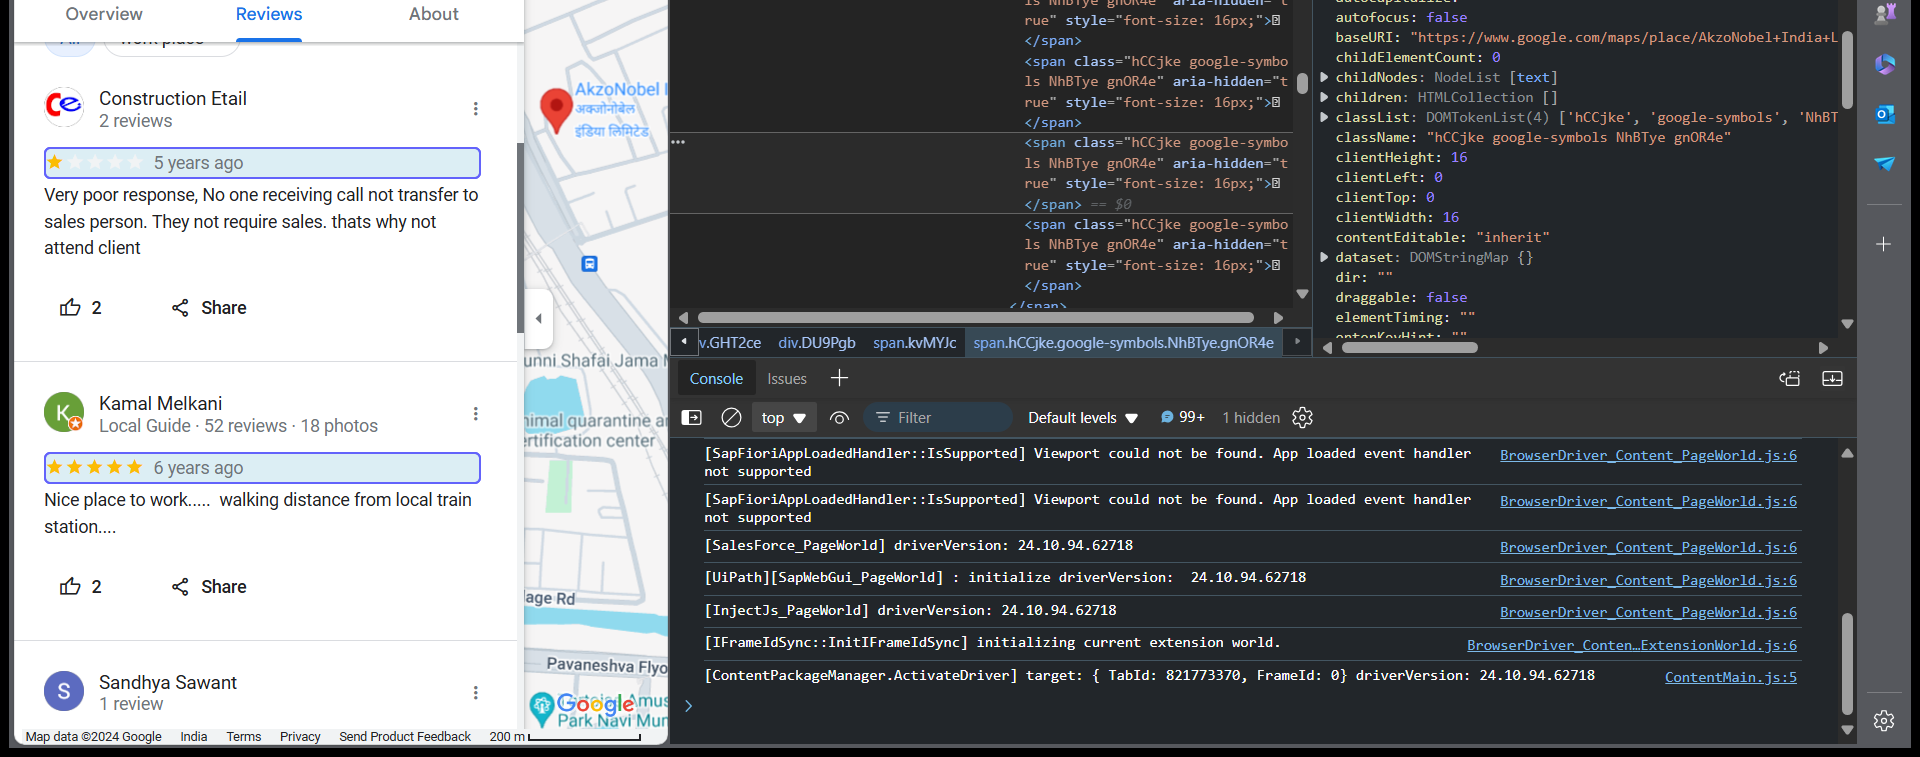 Overview
Reviews
About
All
work place
Construction Etail
2 reviews
5 years ago
Very poor response, No one receiving call not transfer to
sales person. They not require sales. thats why not
attend client
2
Share
Kamal Melkani
Local Guide · 52 reviews · 18 photos
6 years ago
Nice place to work..... walking distance from local train
station....
2
Share
S
Sandhya Sawant
1 review
AkzoNobel I
अक्जोनोबेल
इंडिया लिमिटेड
unni Shafai Jama
nimal quarantine a
ertification center
age Rd
Pavaneshva Flyo
Amus
Park Navi Mun
Google
Map data ©2024 Google
India
Terms
Privacy
Send Product Feedback
200 m
ls NhBTye gnOR4e" aria-hidden="t
rue" style="font-size: 16px;">
</span>
<span class="hCCjke google-symbo
ls NhBTye gnOR4e" aria-hidden="t
rue" style="font-size: 16px;">
</span>
<span class="hCCjke google-symbo
ls NhBTye gnOR4e" aria-hidden="t
rue" style="font-size: 16px;">
</span> == $0
<span class="hCCjke google-symbo
ls NhBTye gnOR4e" aria-hidden="t
rue" style="font-size: 16px;">
</span>
</span>
v.GHT2ce
div.DU9Pgb
span.kvMYJc
span.hCCjke.google-symbols.NhBTye.gnOR4e
autocapitalize:
autofocus: false
baseURI: "https://www.google.com/maps/place/AkzoNobel+India+L
childElementCount: 0
childNodes: NodeList [text]
children: HTMLCollection []
classList: DOMTokenList(4) ['hCCjke', 'google-symbols', 'NhBT
className: "hCCjke google-symbols NhBTye gnOR4e"
clientHeight: 16
clientLeft: 0
clientTop: 0
clientWidth: 16
contentEditable: "inherit"
dataset: DOMStringMap {}
dir: ""
draggable: false
elementTiming: ""
enterKeyHint: ""
Console
Issues
top
Filter
Default levels
99+
1 hidden
[SapFioriAppLoadedHandler::IsSupported] Viewport could not be found. App loaded event handler
not supported
BrowserDriver_Content_PageWorld.js:6
[SapFioriAppLoadedHandler::IsSupported] Viewport could not be found. App loaded event handler
not supported
BrowserDriver_Content_PageWorld.js:6
[SalesForce_PageWorld] driverVersion: 24.10.94.62718
BrowserDriver_Content_PageWorld.js:6
[UiPath][SapWebGui_PageWorld] : initialize driverVersion: 24.10.94.62718
BrowserDriver_Content_PageWorld.js:6
[InjectJs_PageWorld] driverVersion: 24.10.94.62718
BrowserDriver_Content_PageWorld.js:6
[IFrameIdSync::InitIFrameIdSync] initializing current extension world.
BrowserDriver_Conten…ExtensionWorld.js:6
[ContentPackageManager.ActivateDriver] target: { TabId: 821773370, FrameId: 0} driverVersion: 24.10.94.62718
ContentMain.js:5